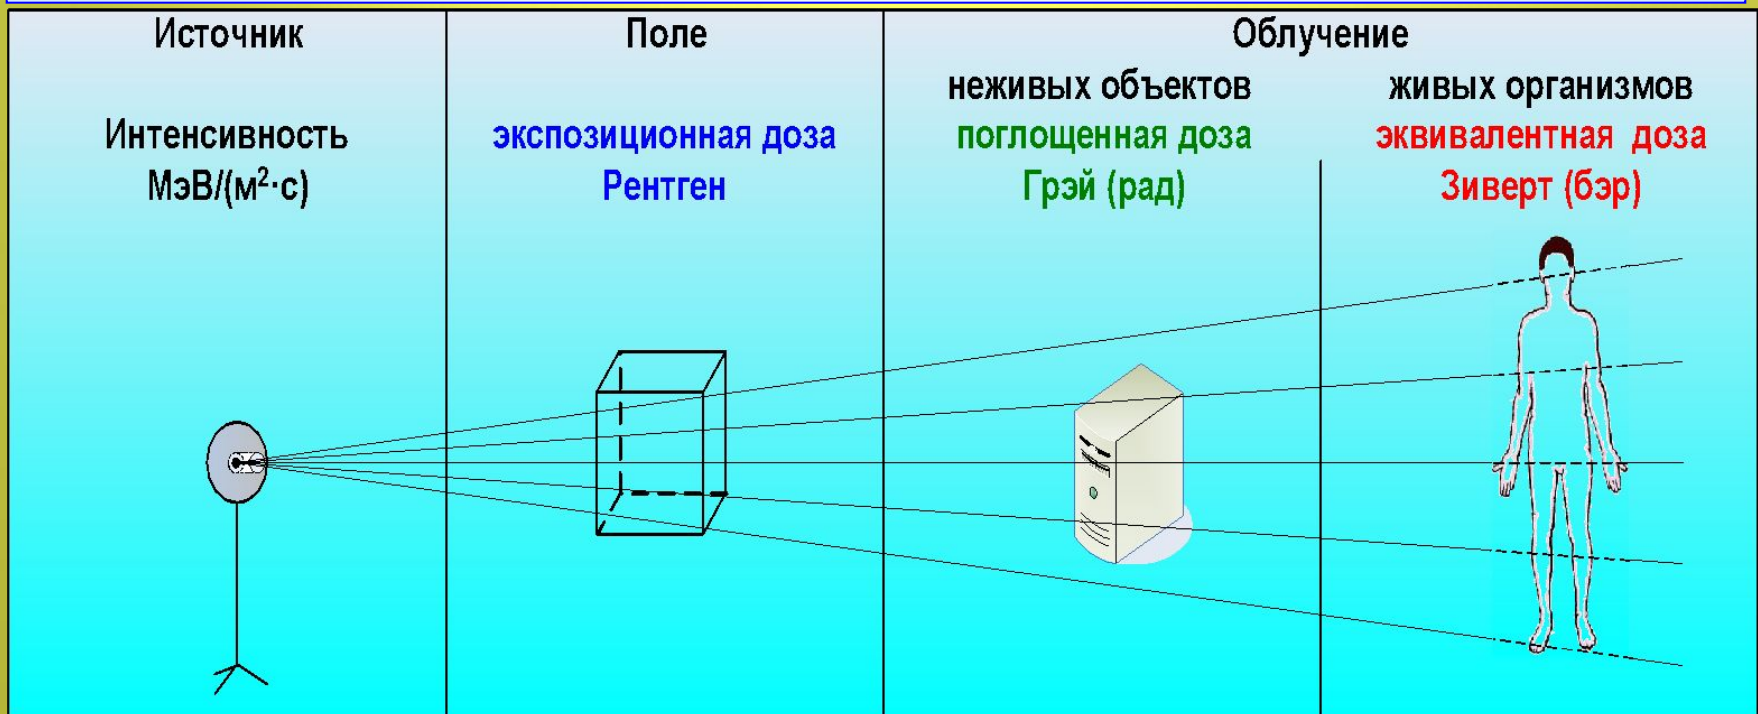 Источник
Интенсивность
МэВ/(м²·с)
Поле
экспозиционная доза
Рентген
Облучение
неживых объектов
поглощенная доза
Грэй (рад)
живых организмов
эквивалентная доза
Зиверт (бэр)